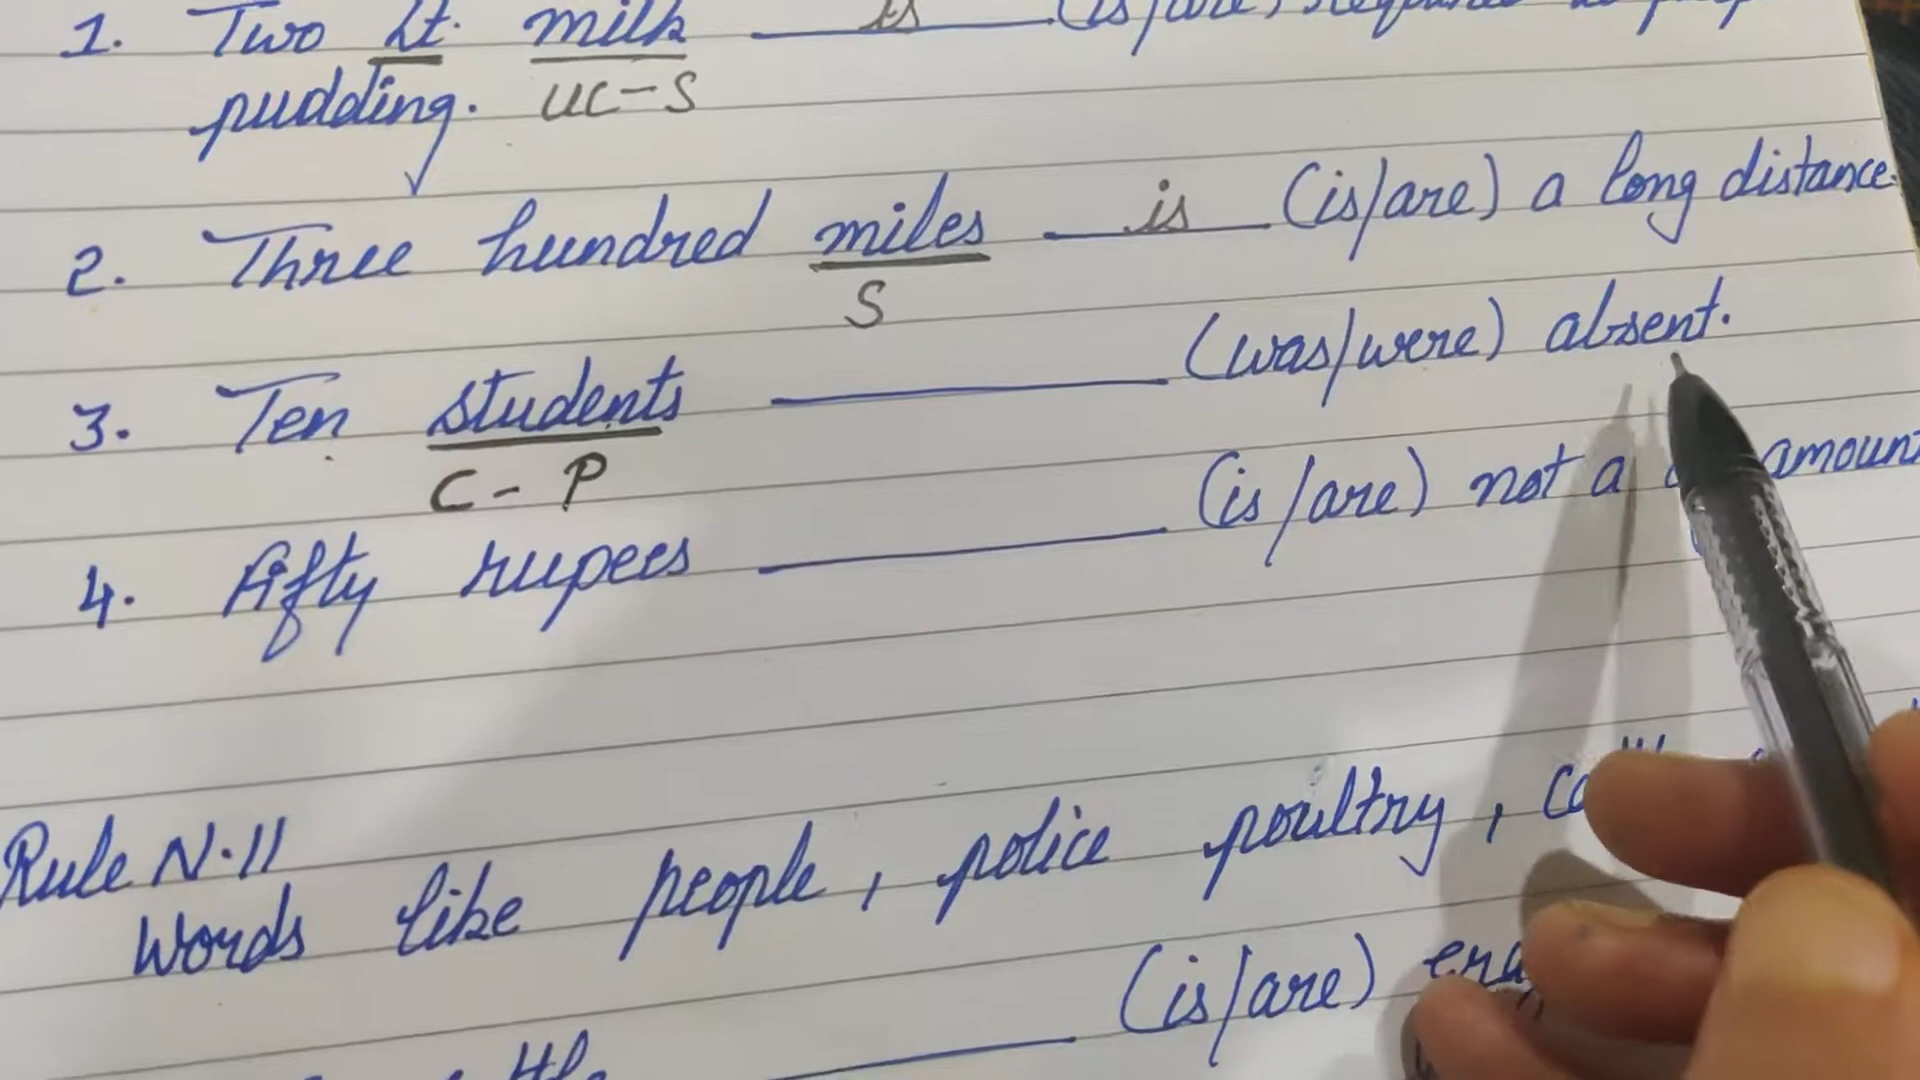 1. Two lt. milk is (is/are) required to
pudding. UC-S
2. Three hundred miles is (is/are) a long distance.
S
3. Ten students (was/were) absent.
C - P
4. Fifty rupees (is/are) not a amount
Rule N.11
Words like people, police poultry,
(is/are)